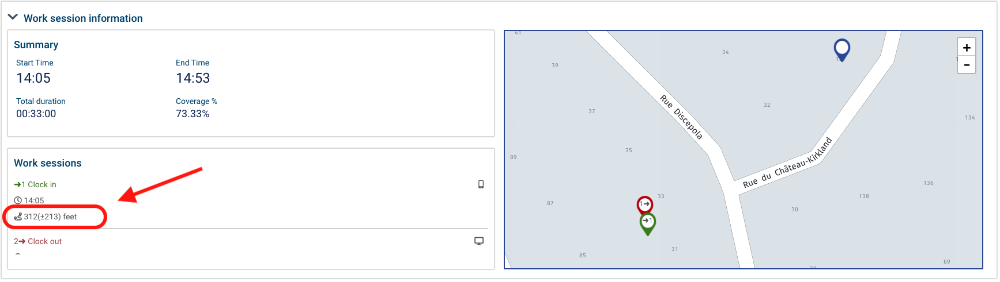 Work session information
Summary
Start Time
End Time
14:05
14:53
Total duration
Coverage %
00:33:00
73.33%
Work sessions
➔1 Clock in
14:05
312(±213) feet
2➔ Clock out
41
39
34
37
32
134
35
89
Rue Discepola
Rue du Château-Kirkland
136
33
138
87
30
1➔
➔1
31
85
69
+
-